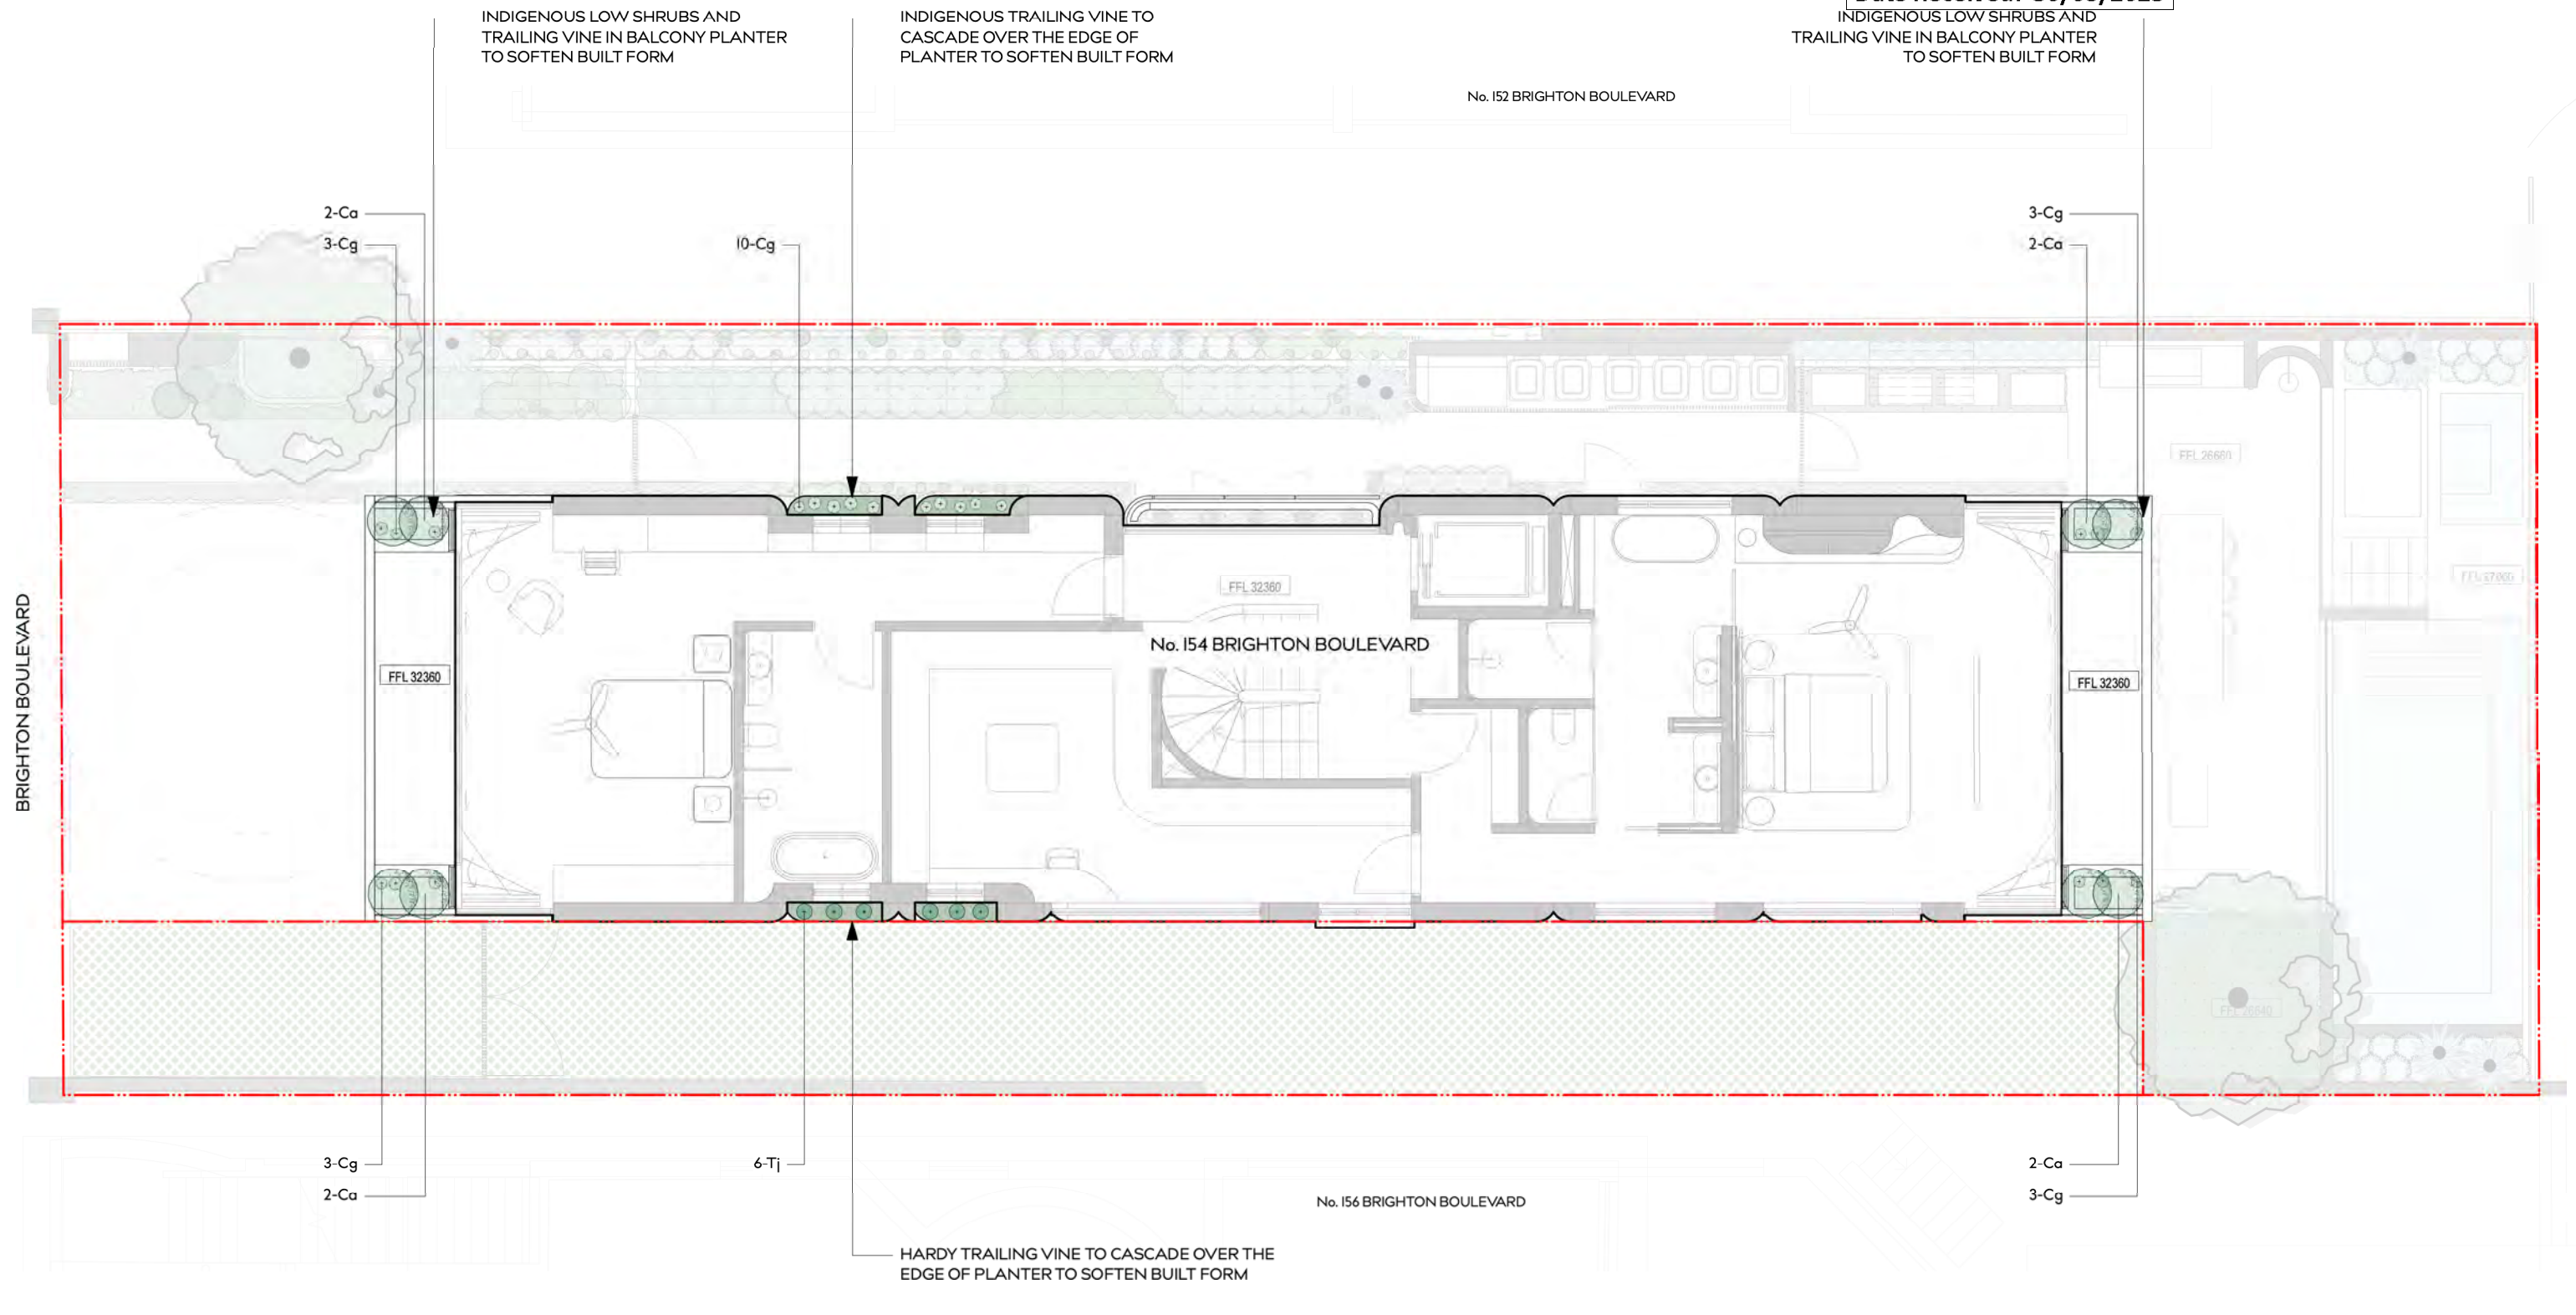 INDIGENOUS LOW SHRUBS AND
TRAILING VINE IN BALCONY PLANTER
TO SOFTEN BUILT FORM
INDIGENOUS TRAILING VINE TO
CASCADE OVER THE EDGE OF
PLANTER TO SOFTEN BUILT FORM
INDIGENOUS LOW SHRUBS AND
TRAILING VINE IN BALCONY PLANTER
TO SOFTEN BUILT FORM
No. 152 BRIGHTON BOULEVARD
2-Ca
3-Cg
10-Cg
3-Cg
2-Ca
FFL 26680
FFL 32360
No. 154 BRIGHTON BOULEVARD
BRIGHTON BOULEVARD
FFL 32360
FFL 32360
3-Cg
2-Ca
6-Tj
2-Ca
3-Cg
No. 156 BRIGHTON BOULEVARD
HARDY TRAILING VINE TO CASCADE OVER THE
EDGE OF PLANTER TO SOFTEN BUILT FORM